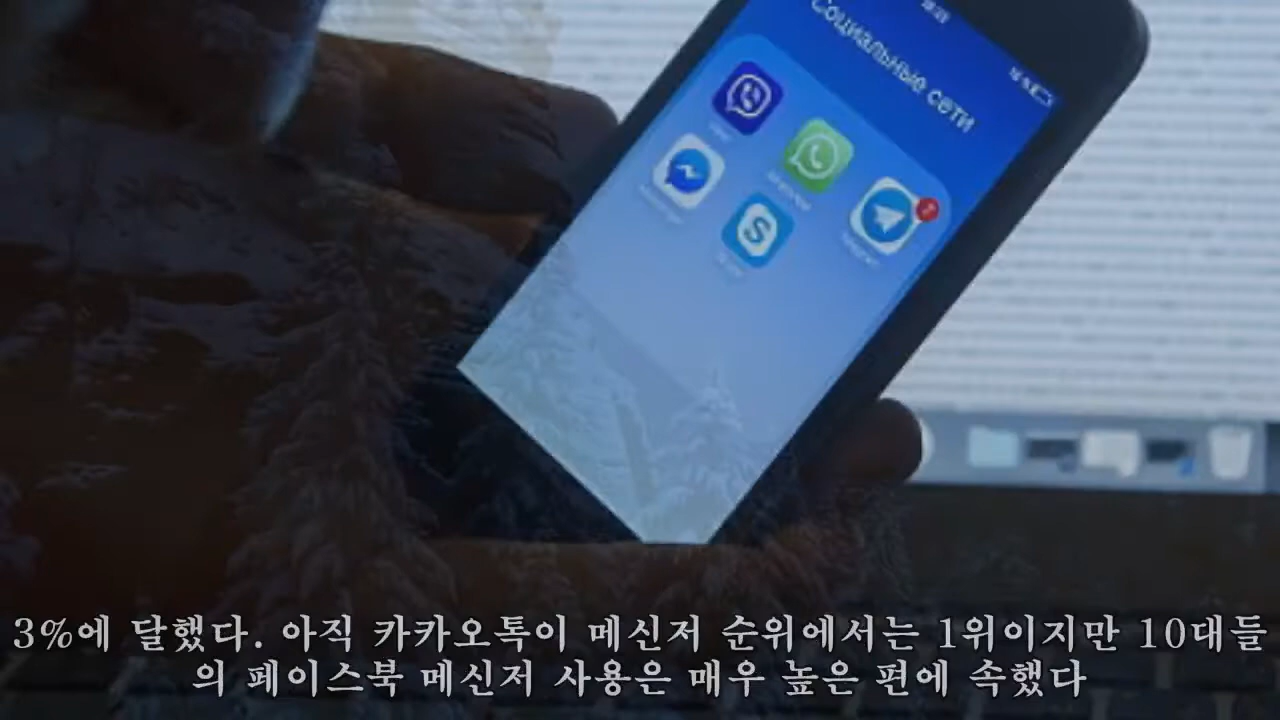 Социальные сети
3%에 달했다. 아직 카카오톡이 메신저 순위에서는 1위이지만 10대들
의 페이스북 메신저 사용은 매우 높은 편에 속했다